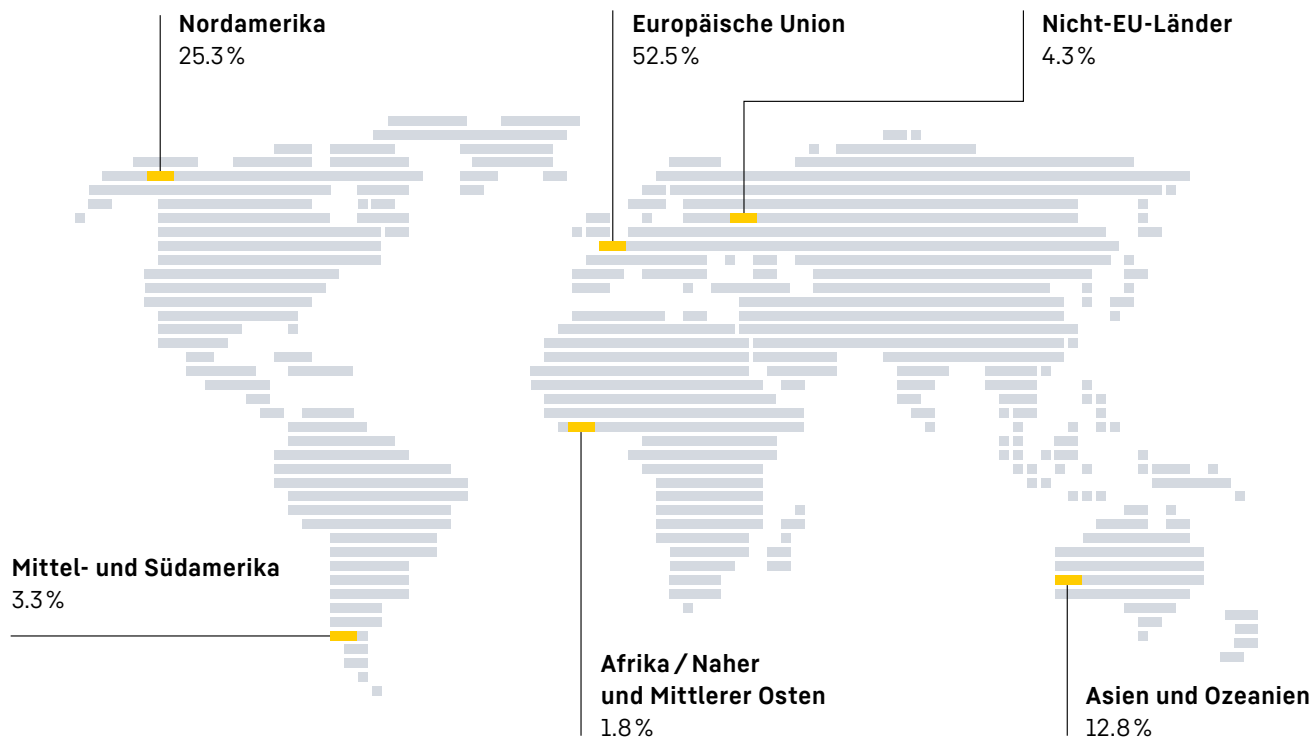 Nordamerika
25.3 %
Europäische Union
52.5 %
Nicht-EU-Länder
4.3 %
Mittel- und Südamerika
3.3 %
Afrika / Naher
und Mittlerer Osten
1.8 %
Asien und Ozeanien
12.8 %